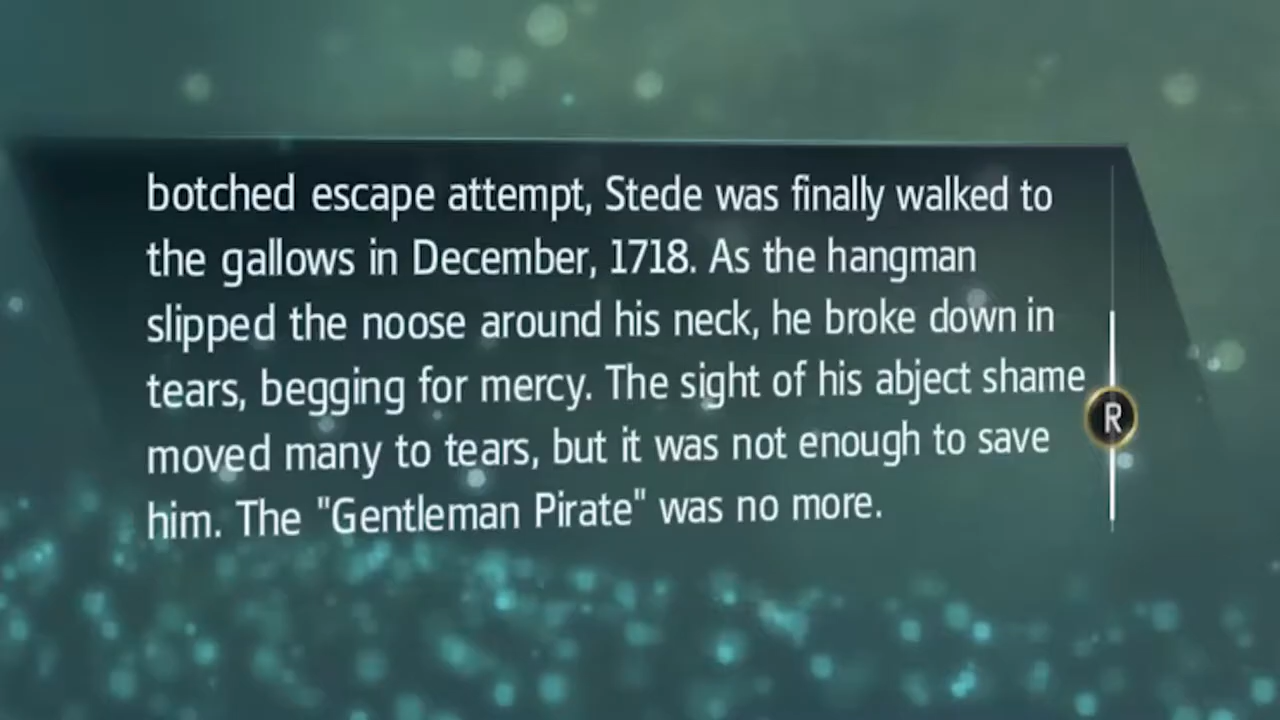 botched escape attempt, Stede was finally walked to
the gallows in December, 1718. As the hangman
slipped the noose around his neck, he broke down in
tears, begging for mercy. The sight of his abject shame
moved many to tears, but it was not enough to save
him. The "Gentleman Pirate" was no more.
R